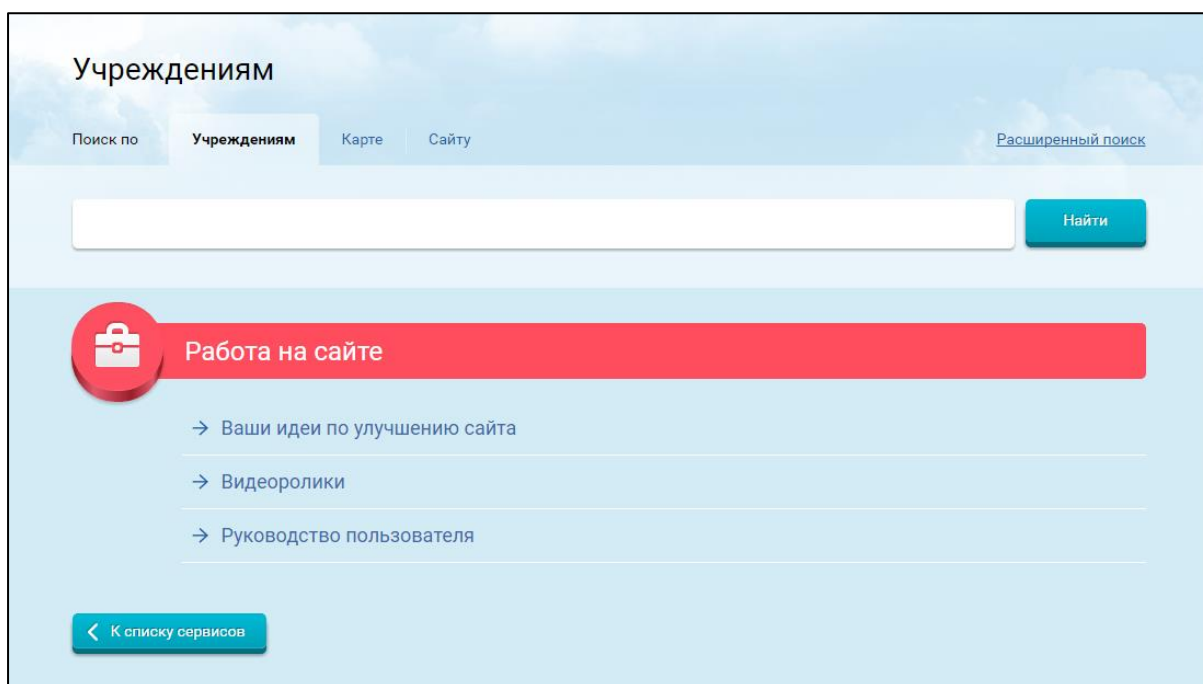 Учреждениям
Поиск по Учреждениям Карте Сайту Расширенный поиск
Найти
Работа на сайте
Ваши идеи по улучшению сайта
Видеоролики
Руководство пользователя
К списку сервисов